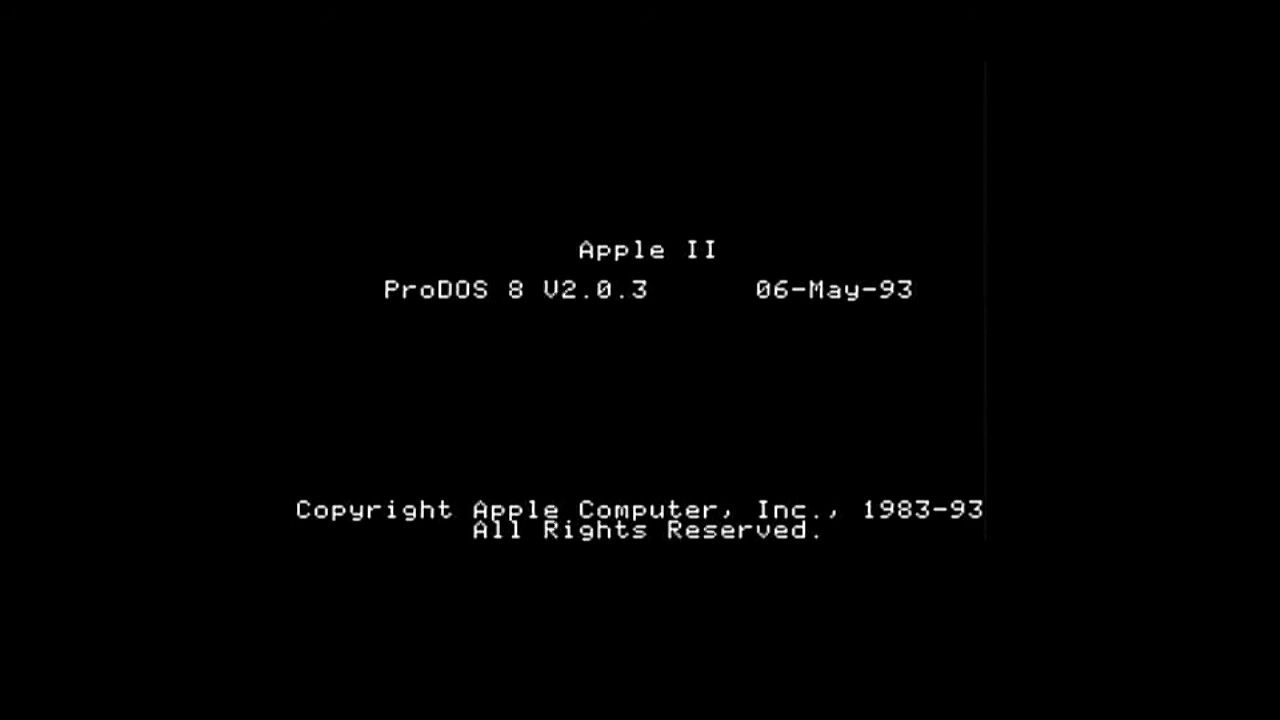 Apple II
ProDOS 8 V2.0.3      06-May-93
Copyright Apple Computer, Inc., 1983-93
All Rights Reserved.